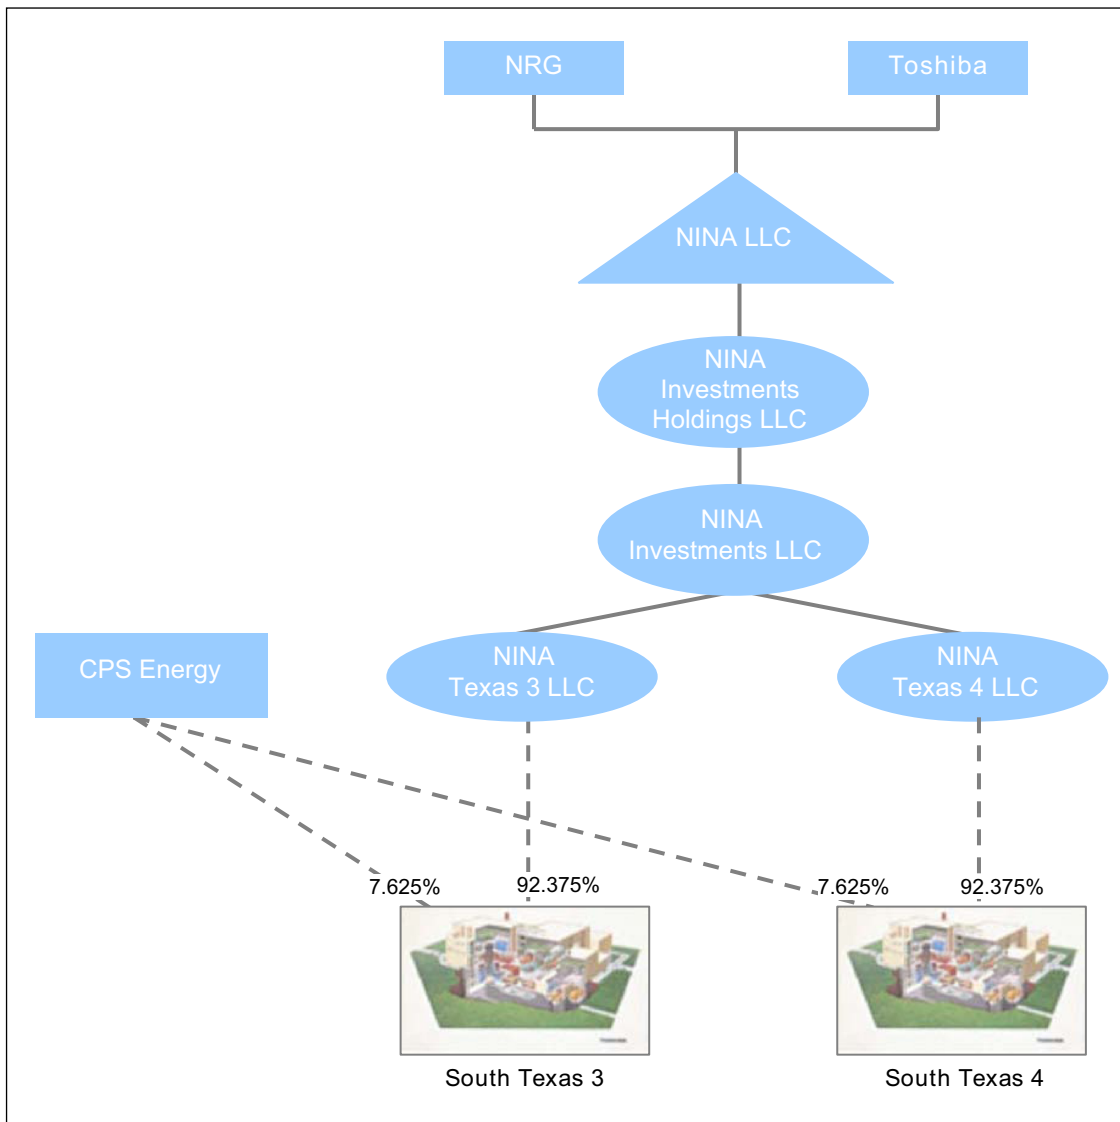 NRG
Toshiba
NINA LLC
NINA
Investments
Holdings LLC
NINA
Investments LLC
CPS Energy
NINA
Texas 3 LLC
NINA
Texas 4 LLC
7.625%
92.375%
7.625%
92.375%
South Texas 3
South Texas 4